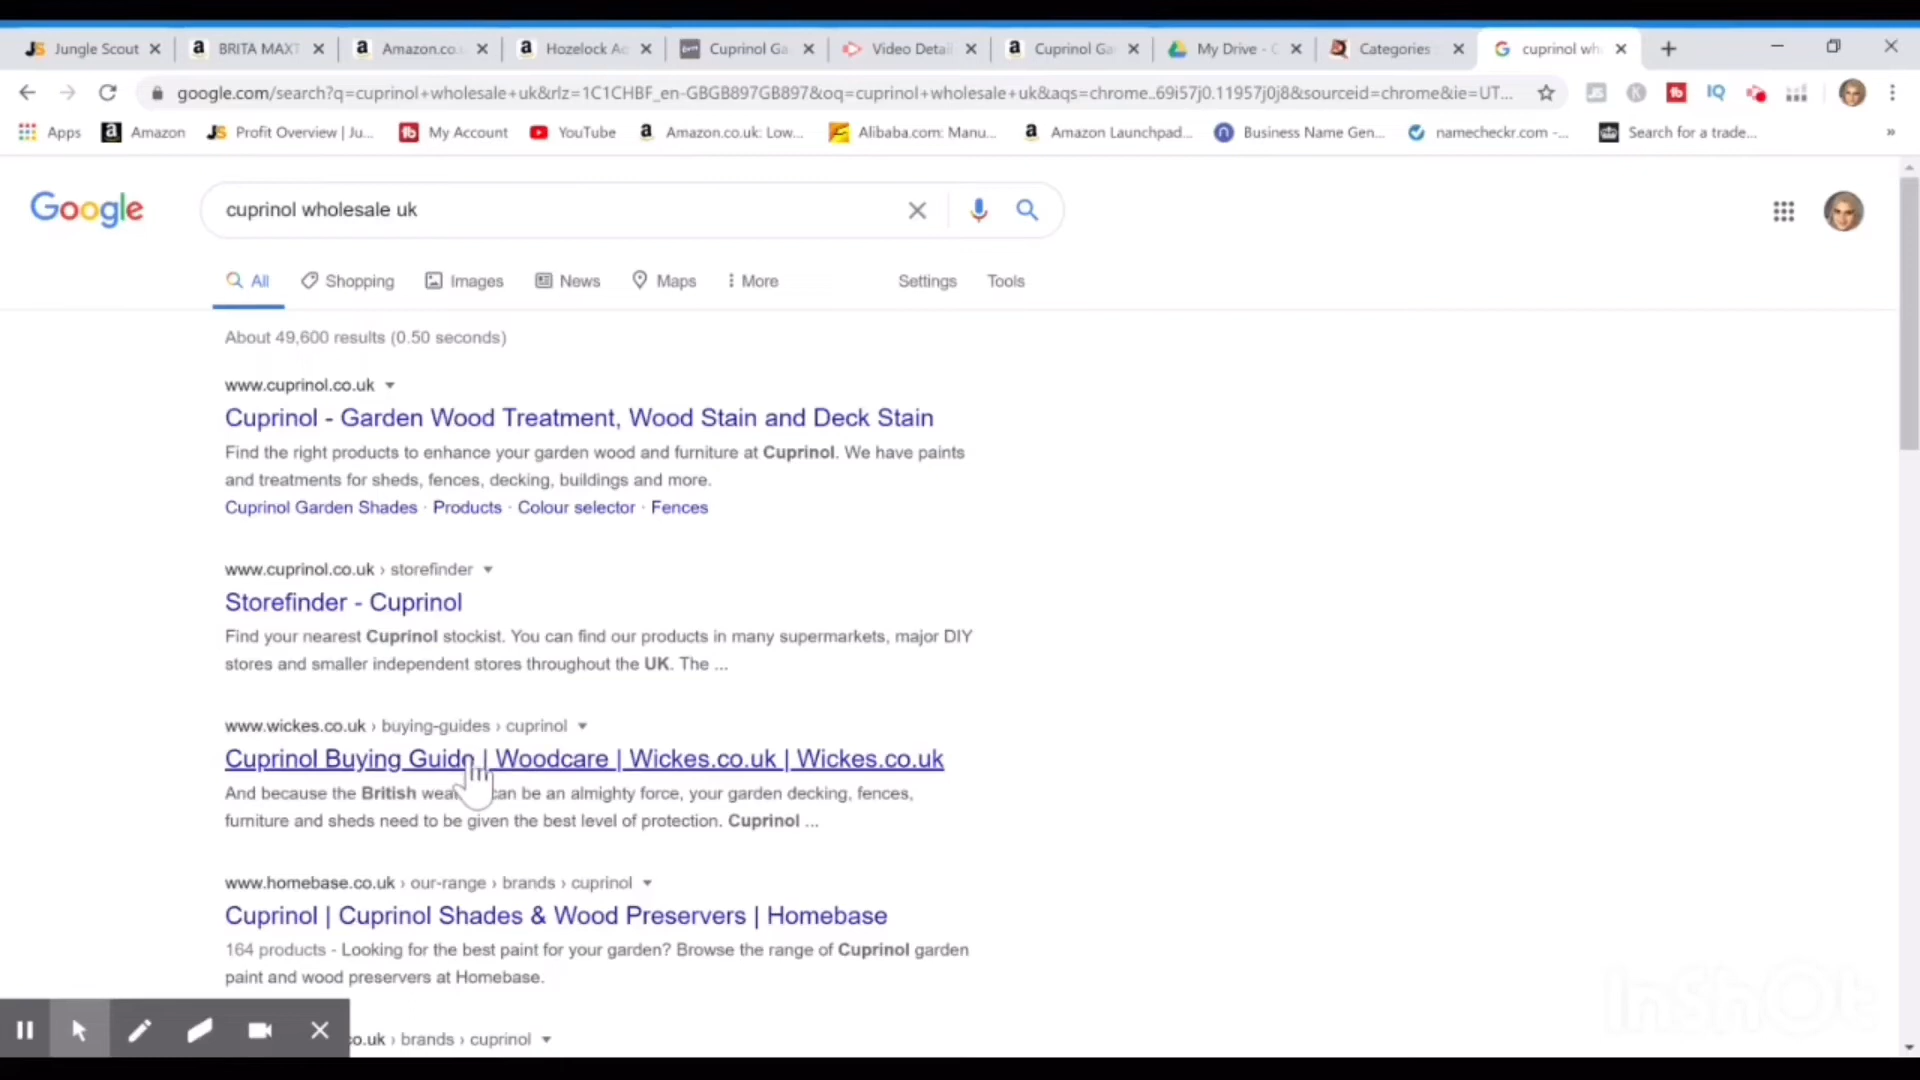 Jungle Scout
BRITA MAXT
Amazon.co.u
Hozelock Ac
Cuprinol Ga
Video Detail
Cuprinol Ga
My Drive - G
Categories
cuprinol wh
google.com/search?q=cuprinol+wholesale+uk&rlz=1C1CHBF_en-GBGB897GB897&oq=cuprinol+wholesale+uk&aqs=chrome..69i57j0.11957j0j8&sourceid=chrome&ie=UT...
Apps
Amazon
Profit Overview | Ju...
My Account
YouTube
Amazon.co.uk: Low...
Alibaba.com: Manu...
Amazon Launchpad...
Business Name Gen...
namecheckr.com -...
Search for a trade...
»
Google
cuprinol wholesale uk
All
Shopping
Images
News
Maps
More
Settings
Tools
About 49,600 results (0.50 seconds)
www.cuprinol.co.uk
Cuprinol - Garden Wood Treatment, Wood Stain and Deck Stain
Find the right products to enhance your garden wood and furniture at Cuprinol. We have paints
and treatments for sheds, fences, decking, buildings and more.
Cuprinol Garden Shades · Products · Colour selector · Fences
www.cuprinol.co.uk › storefinder
Storefinder - Cuprinol
Find your nearest Cuprinol stockist. You can find our products in many supermarkets, major DIY
stores and smaller independent stores throughout the UK. The ...
www.wickes.co.uk › buying-guides › cuprinol
Cuprinol Buying Guide | Woodcare | Wickes.co.uk | Wickes.co.uk
And because the British wea can be an almighty force, your garden decking, fences,
furniture and sheds need to be given the best level of protection. Cuprinol ...
www.homebase.co.uk › our-range › brands › cuprinol
Cuprinol | Cuprinol Shades & Wood Preservers | Homebase
164 products - Looking for the best paint for your garden? Browse the range of Cuprinol garden
paint and wood preservers at Homebase.
co.uk › brands › cuprinol
InShOt